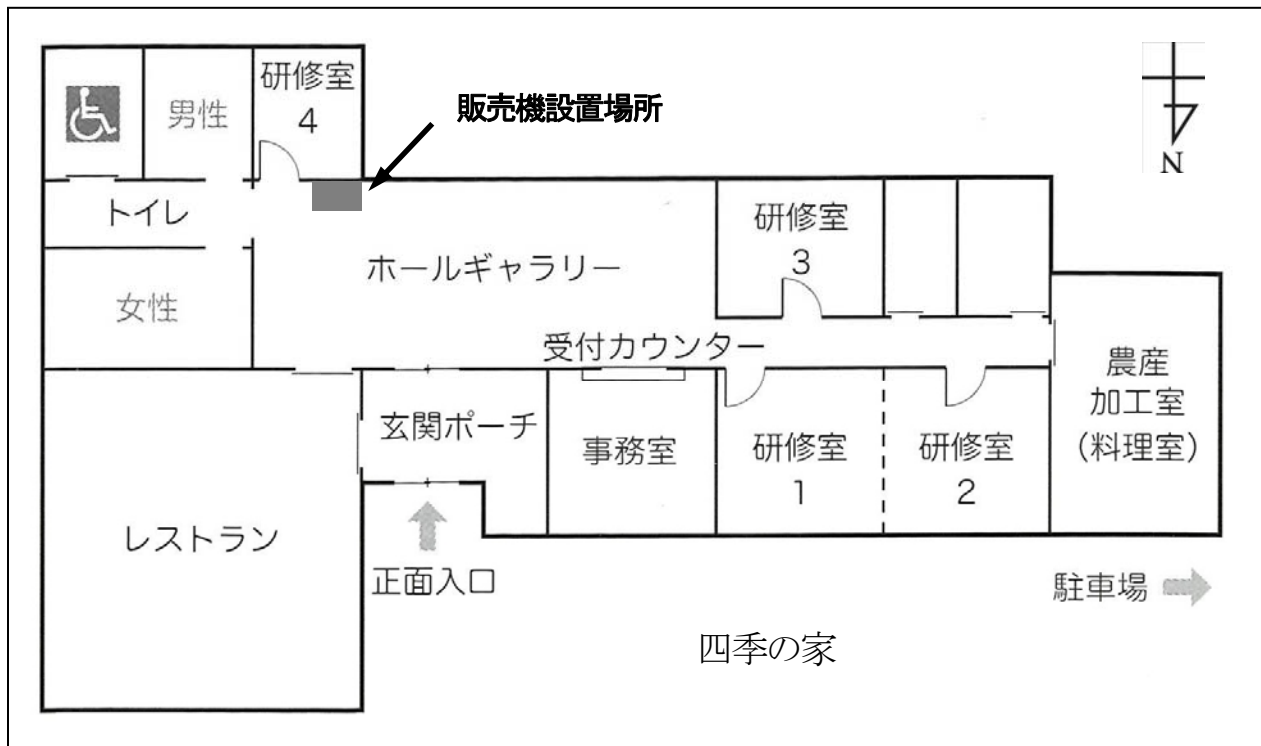 研修室
4
男性
販売機設置場所
N
トイレ
研修室
3
ホールギャラリー
女性
受付カウンター
農産
加工室
(料理室)
玄関ポーチ
事務室
研修室
1
研修室
2
レストラン
正面入口
駐車場
四季の家